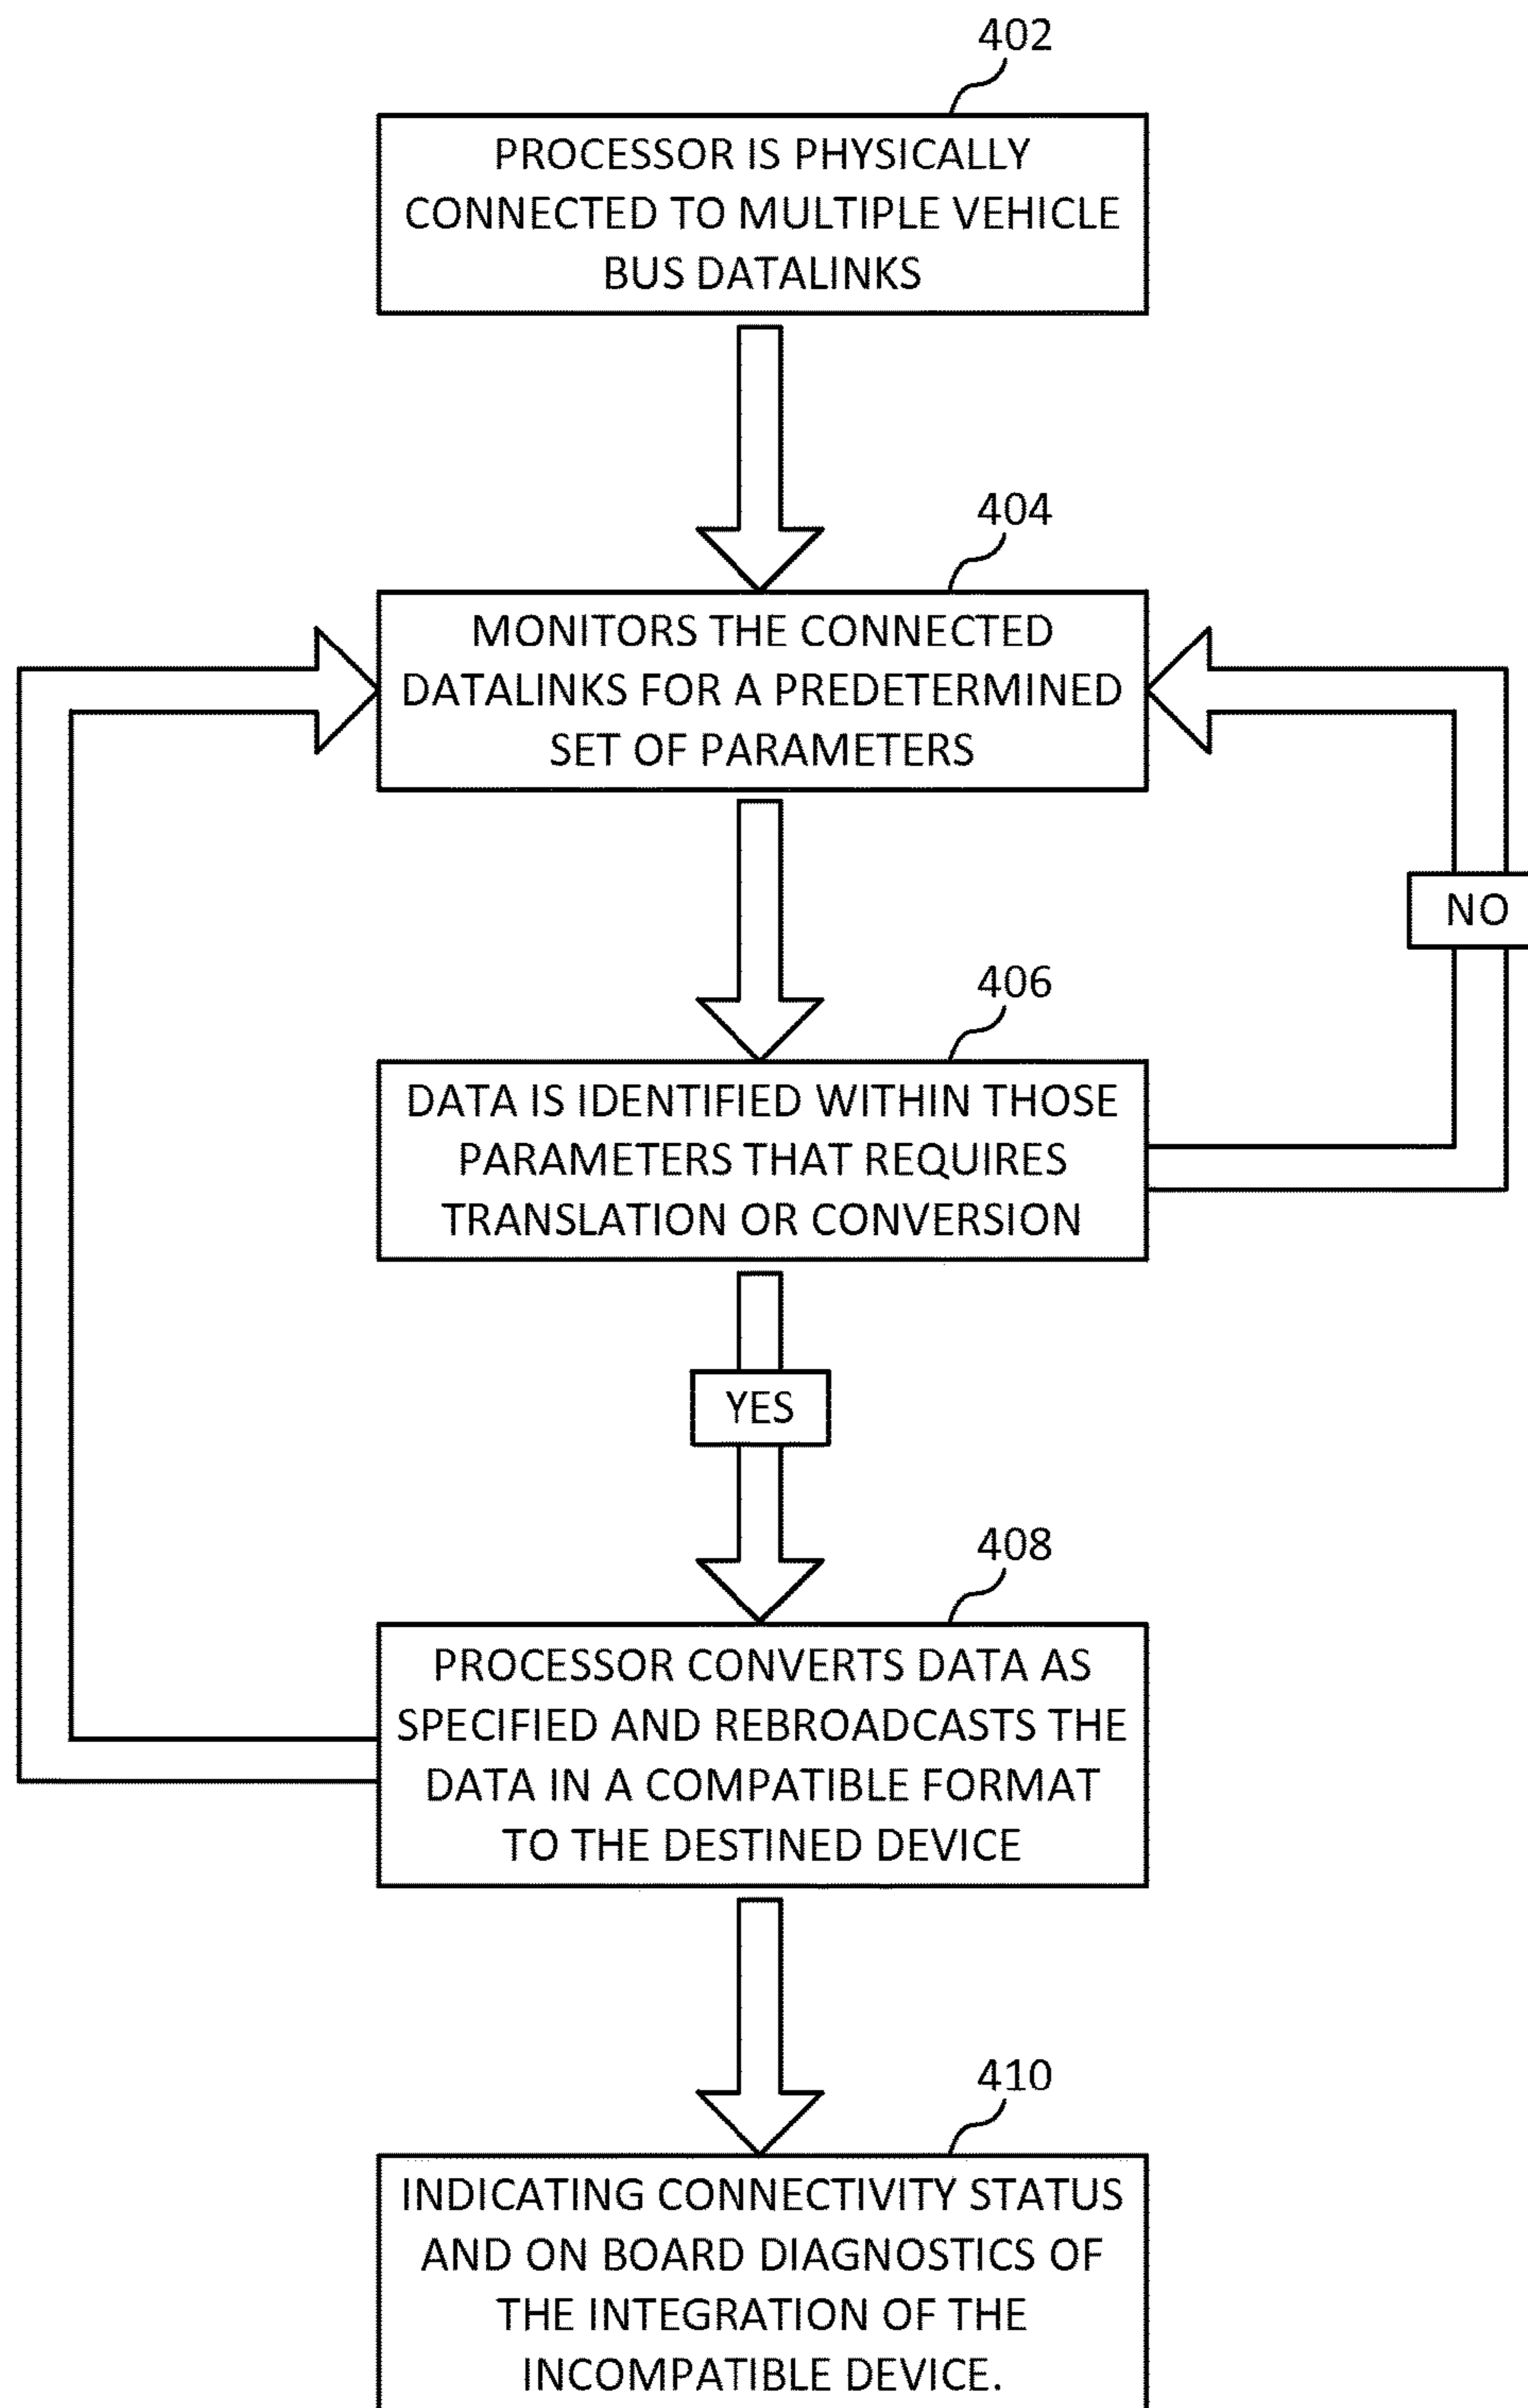 402
PROCESSOR IS PHYSICALLY
CONNECTED TO MULTIPLE VEHICLE
BUS DATALINKS
404
MONITORS THE CONNECTED
DATALINKS FOR A PREDETERMINED
SET OF PARAMETERS
NO
406
DATA IS IDENTIFIED WITHIN THOSE
PARAMETERS THAT REQUIRES
TRANSLATION OR CONVERSION
YES
408
PROCESSOR CONVERTS DATA AS
SPECIFIED AND REBROADCASTS THE
DATA IN A COMPATIBLE FORMAT
TO THE DESTINED DEVICE
410
INDICATING CONNECTIVITY STATUS
AND ON BOARD DIAGNOSTICS OF
THE INTEGRATION OF THE
INCOMPATIBLE DEVICE.